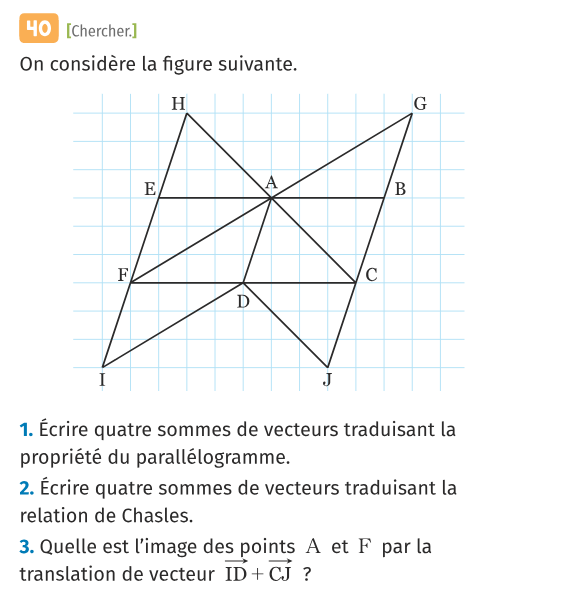 40 [Chercher.]
On considère la figure suivante.
H G
E A B
F C
D
I J
1. Écrire quatre sommes de vecteurs traduisant la
propriété du parallélogramme.
2. Écrire quatre sommes de vecteurs traduisant la
relation de Chasles.
3. Quelle est l’image des points A et F par la
translation de vecteur $\overrightarrow{ID} + \overrightarrow{CJ}$ ?